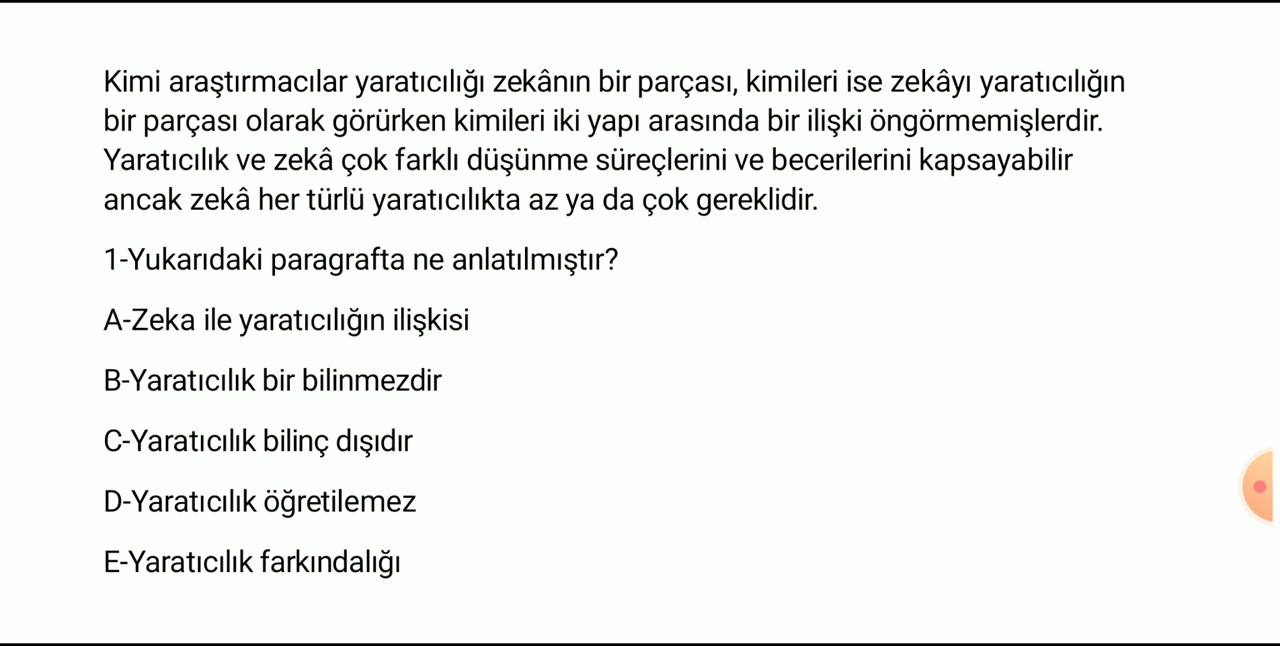 Kimi araştırmacılar yaratıcılığı zekânın bir parçası, kimileri ise zekâyı yaratıcılığın
bir parçası olarak görürken kimileri iki yapı arasında bir ilişki öngörmemişlerdir.
Yaratıcılık ve zekâ çok farklı düşünme süreçlerini ve becerilerini kapsayabilir
ancak zekâ her türlü yaratıcılıkta az ya da çok gereklidir.
1-Yukarıdaki paragrafta ne anlatılmıştır?
A-Zeka ile yaratıcılığın ilişkisi
B-Yaratıcılık bir bilinmezdir
C-Yaratıcılık bilinç dışıdır
D-Yaratıcılık öğretilemez
E-Yaratıcılık farkındalığı